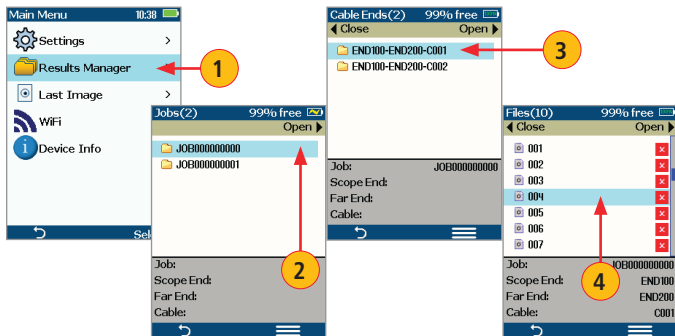 Main Menu 10:38
Settings
Results Manager
Last Image
WiFi
Device Info
Sel
1
Jobs(2) 99% free
Open
JOB000000000
JOB000000001
2
Job:
Scope End:
Far End:
Cable:
Cable Ends(2) 99% free
Close Open
END100-END200-C001
END100-END200-C002
3
Job: JOB000000000
Scope End:
Far End:
Cable:
Files(10) 99% free
Close Open
001
002
003
004
005
006
007
4
Job: JOB000000000
Scope End: END100
Far End: END200
Cable: C001